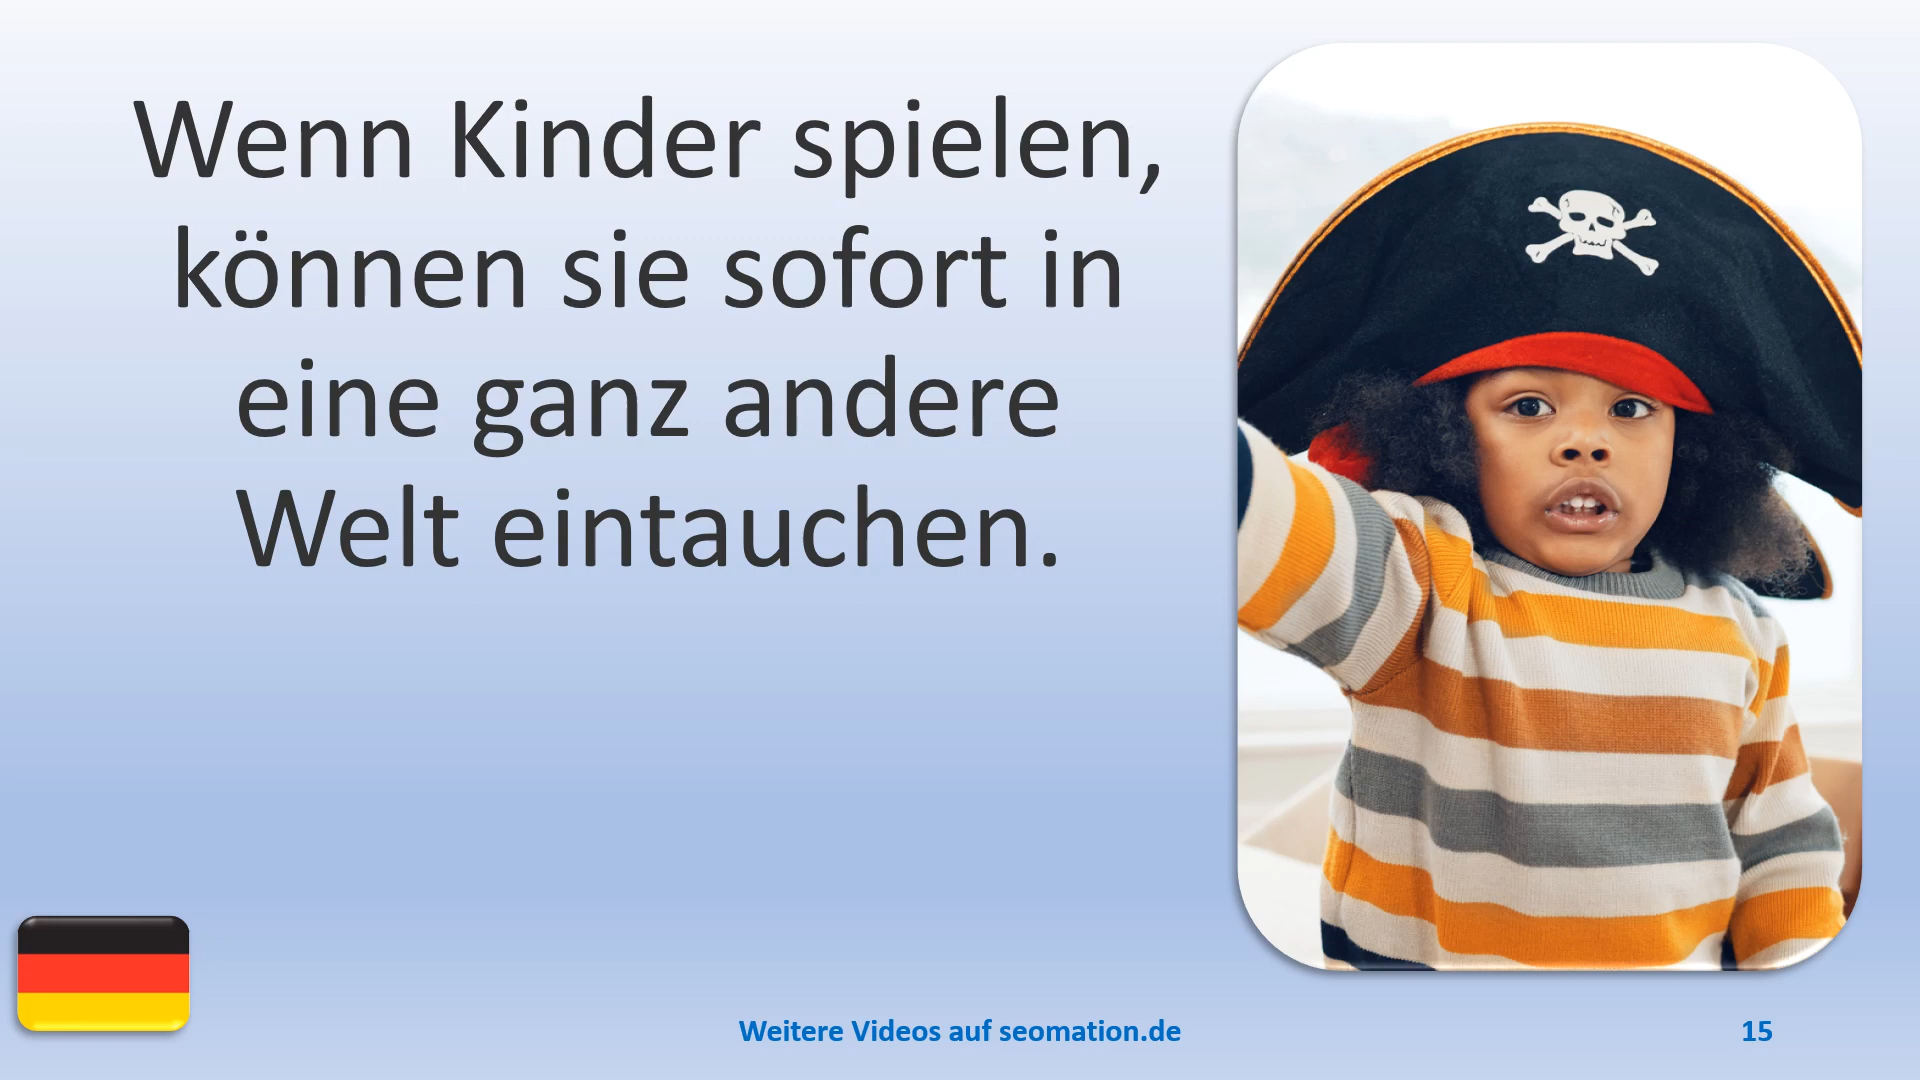 Wenn Kinder spielen,
können sie sofort in
eine ganz andere
Welt eintauchen.
Weitere Videos auf seomation.de
15